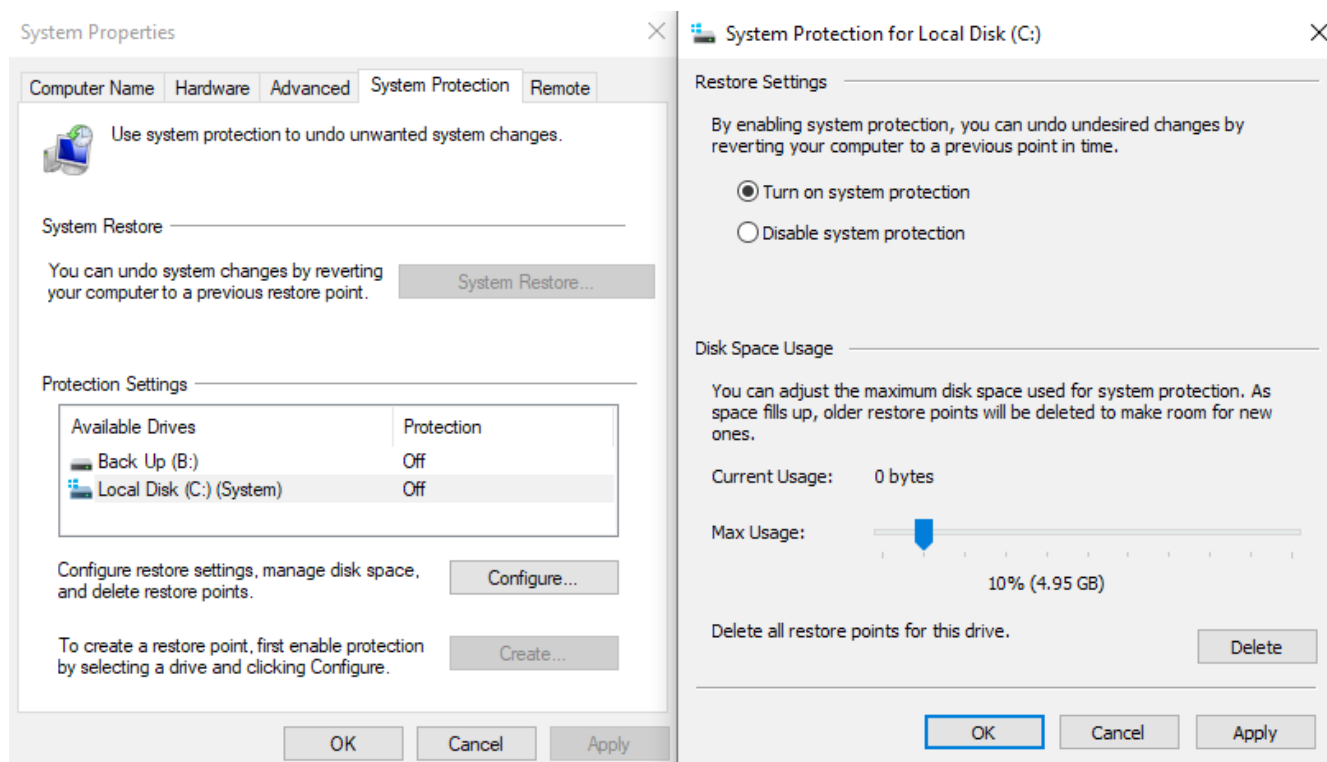 System Properties
Computer Name Hardware Advanced System Protection Remote
Use system protection to undo unwanted system changes.
System Restore
You can undo system changes by reverting
your computer to a previous restore point.
System Restore...
Protection Settings
Available Drives Protection
Back Up (B:) Off
Local Disk (C:) (System) Off
Configure restore settings, manage disk space,
and delete restore points.
Configure...
To create a restore point, first enable protection
by selecting a drive and clicking Configure.
Create...
OK Cancel Apply
System Protection for Local Disk (C:)
Restore Settings
By enabling system protection, you can undo undesired changes by
reverting your computer to a previous point in time.
Turn on system protection
Disable system protection
Disk Space Usage
You can adjust the maximum disk space used for system protection. As
space fills up, older restore points will be deleted to make room for new
ones.
Current Usage: 0 bytes
Max Usage:
10% (4.95 GB)
Delete all restore points for this drive.
Delete
OK Cancel Apply